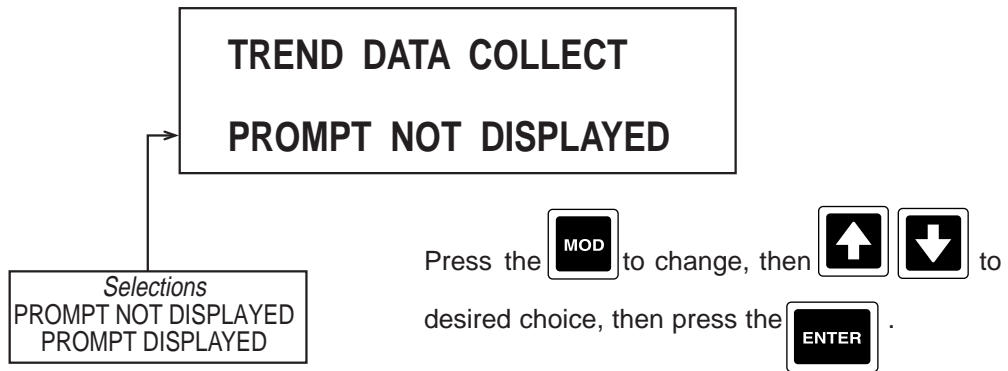 TREND DATA COLLECT
PROMPT NOT DISPLAYED
Press the MOD to change, then to
desired choice, then press the ENTER .
Selections
PROMPT NOT DISPLAYED
PROMPT DISPLAYED